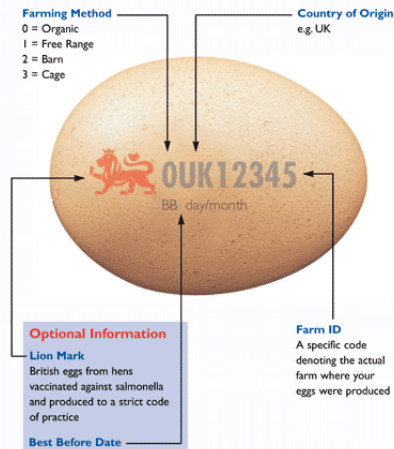 Farming Method
0 = Organic
1 = Free Range
2 = Barn
3 = Cage
Country of Origin
e.g. UK
0UK12345
BB day/month
Optional Information
Lion Mark
British eggs from hens
vaccinated against salmonella
and produced to a strict code
of practice
Best Before Date
Farm ID
A specific code
denoting the actual
farm where your
eggs were produced